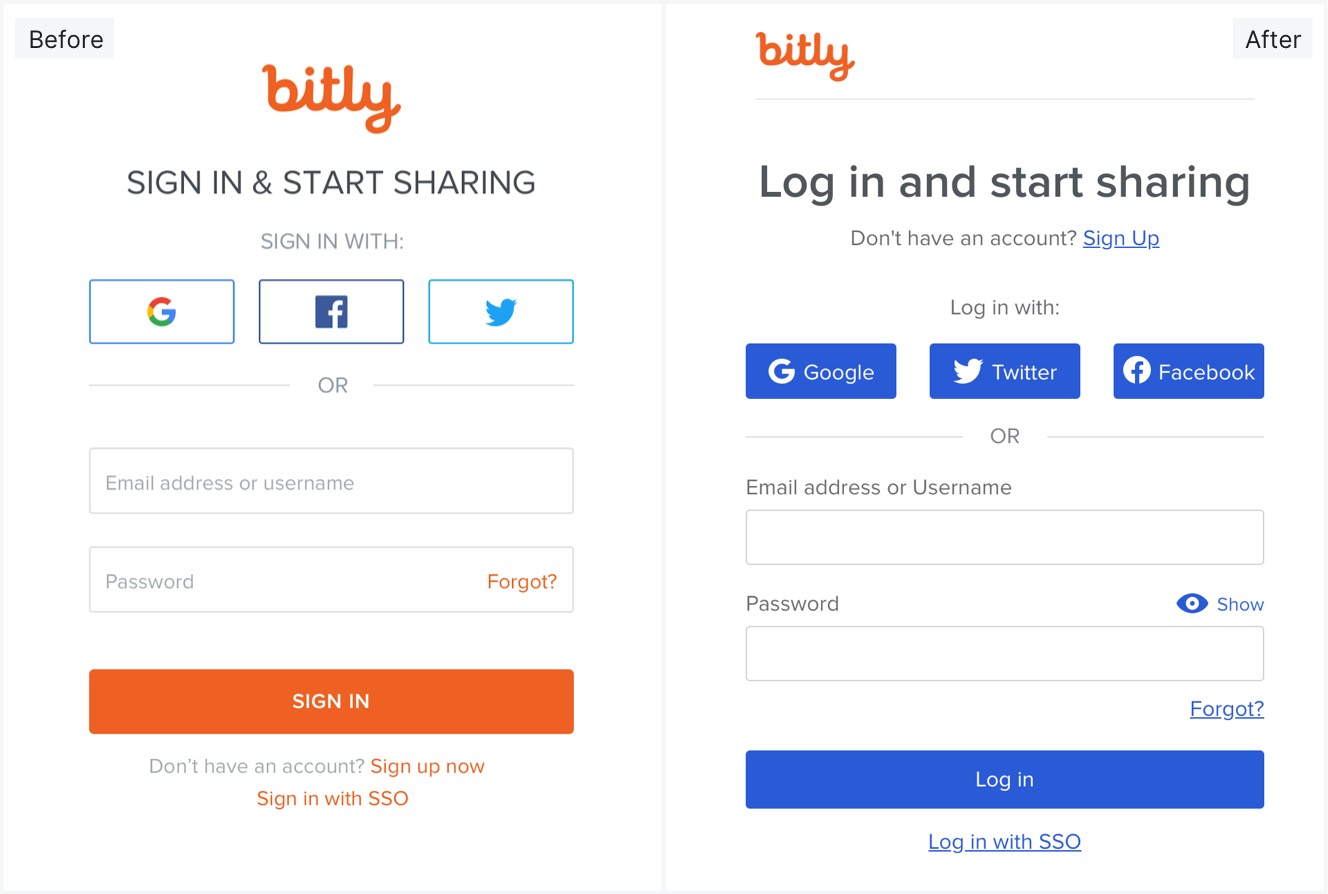 Before
bitly
SIGN IN & START SHARING
SIGN IN WITH:
OR
Email address or username
Password Forgot?
SIGN IN
Don't have an account? Sign up now
Sign in with SSO
After
bitly
Log in and start sharing
Don't have an account? Sign Up
Log in with:
Google Twitter Facebook
OR
Email address or Username
Password Show
Forgot?
Log in
Log in with SSO